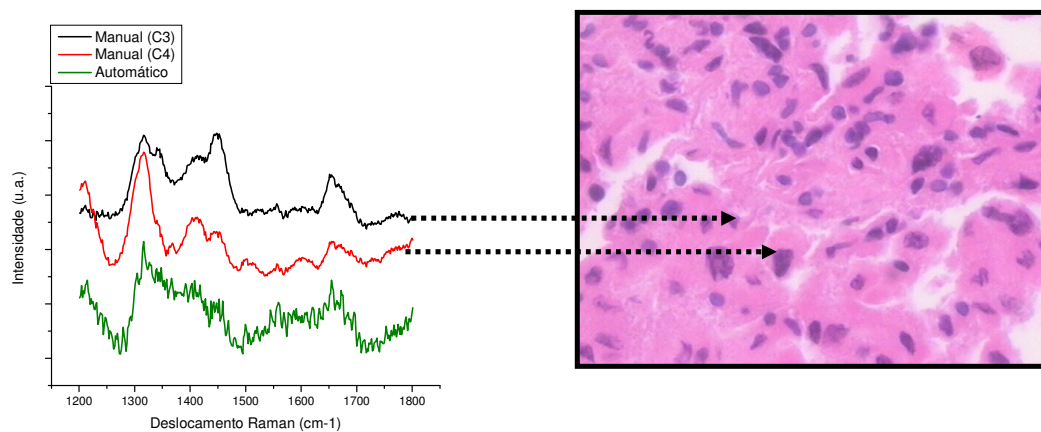 Manual (C3)
Manual (C4)
Automático
Intensidade (u.a.)
1200 1300 1400 1500 1600 1700 1800
Deslocamento Raman (cm-1)